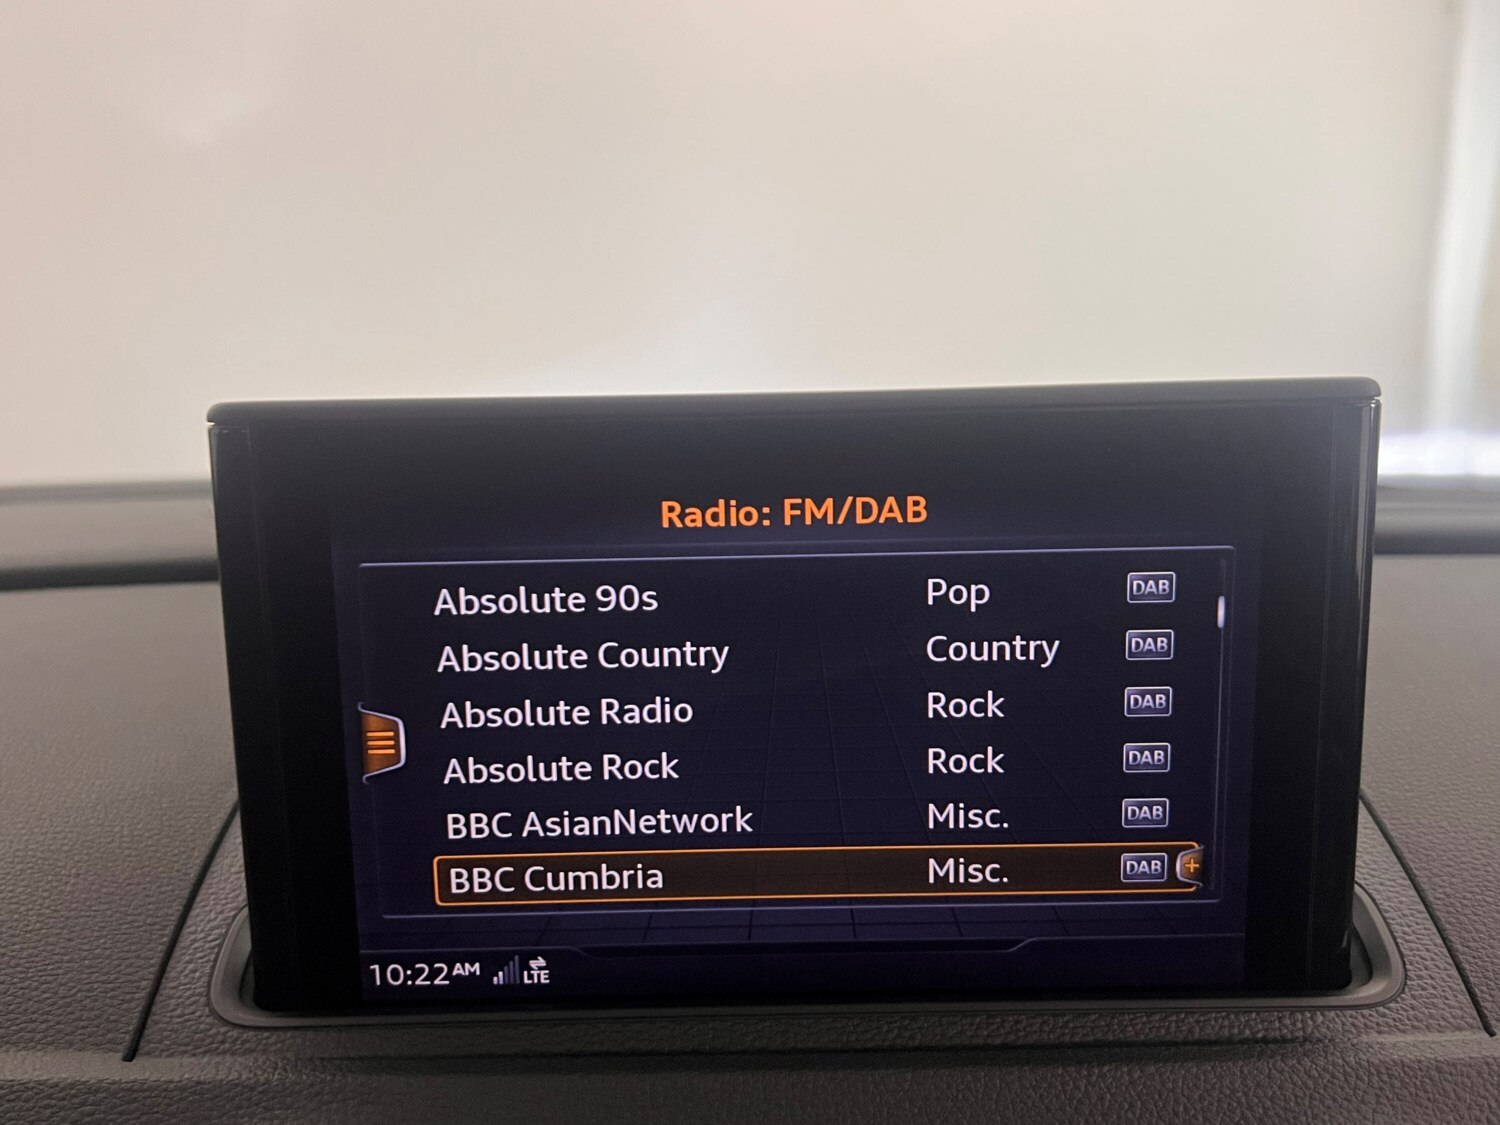 Radio: FM/DAB
Absolute 90s Pop DAB
Absolute Country Country DAB
Absolute Radio Rock DAB
Absolute Rock Rock DAB
BBC AsianNetwork Misc. DAB
BBC Cumbria Misc. DAB +
10:22AM LTE